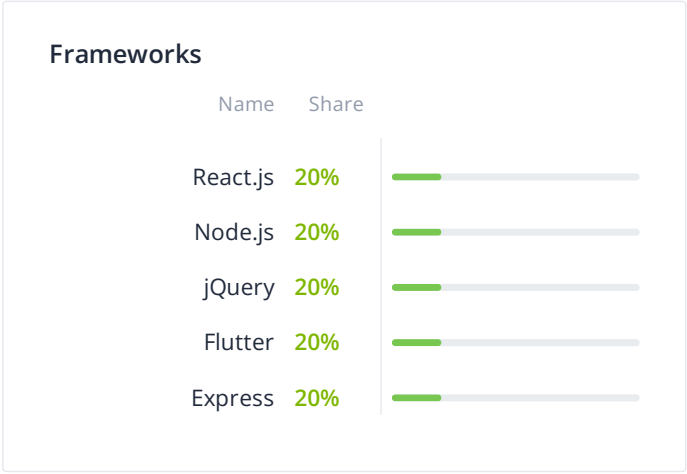 Frameworks
Name Share
React.js 20%
Node.js 20%
jQuery 20%
Flutter 20%
Express 20%